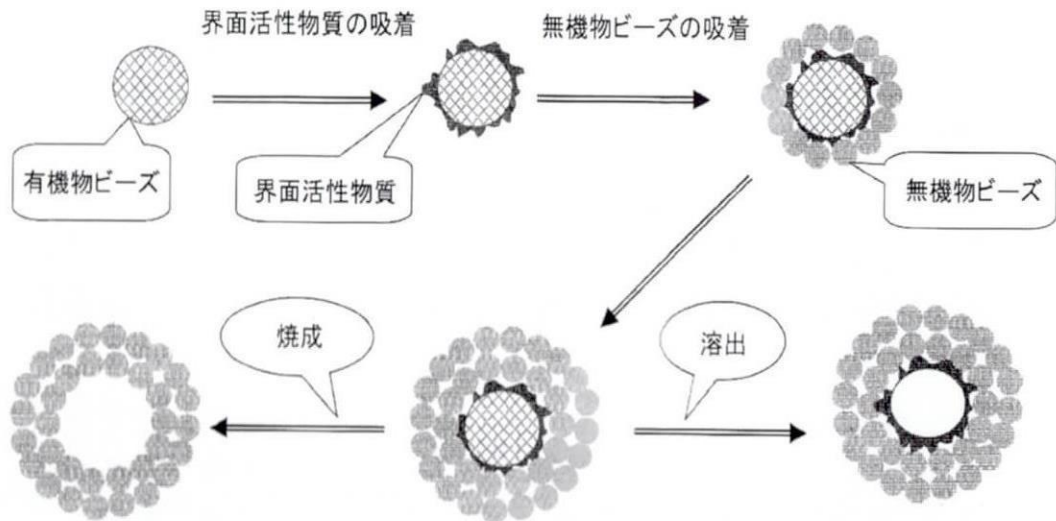 界面活性物質の吸着
無機物ビーズの吸着
有機物ビーズ
界面活性物質
無機物ビーズ
焼成
溶出